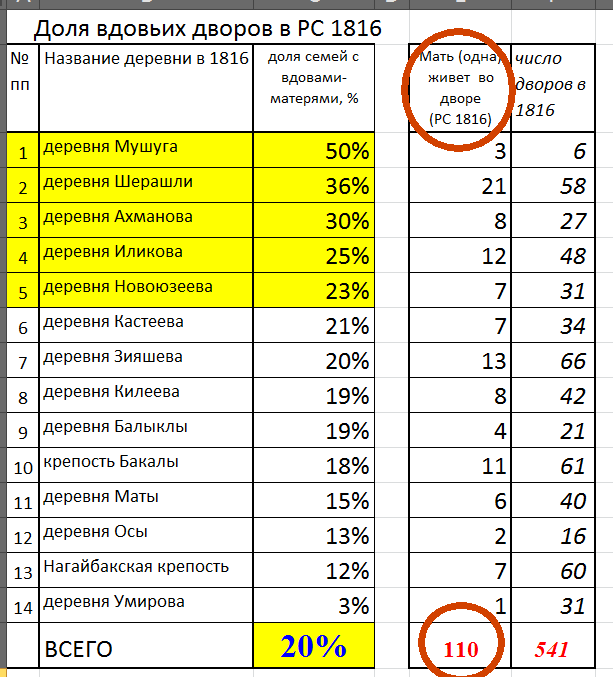 Доля вдовьих дворов в РС 1816
№ пп Название деревни в 1816 доля семей с вдовами-матерями, % Мать (одна) живет во дворе (РС 1816) число дворов в 1816
1 деревня Мушуга 50% 3 6
2 деревня Шерашли 36% 21 58
3 деревня Ахманова 30% 8 27
4 деревня Иликова 25% 12 48
5 деревня Новоюзеева 23% 7 31
6 деревня Кастеева 21% 7 34
7 деревня Зияшева 20% 13 66
8 деревня Килеева 19% 8 42
9 деревня Балыклы 19% 4 21
10 крепость Бакалы 18% 11 61
11 деревня Маты 15% 6 40
12 деревня Осы 13% 2 16
13 Нагайбакская крепость 12% 7 60
14 деревня Умирова 3% 1 31
ВСЕГО 20% 110 541